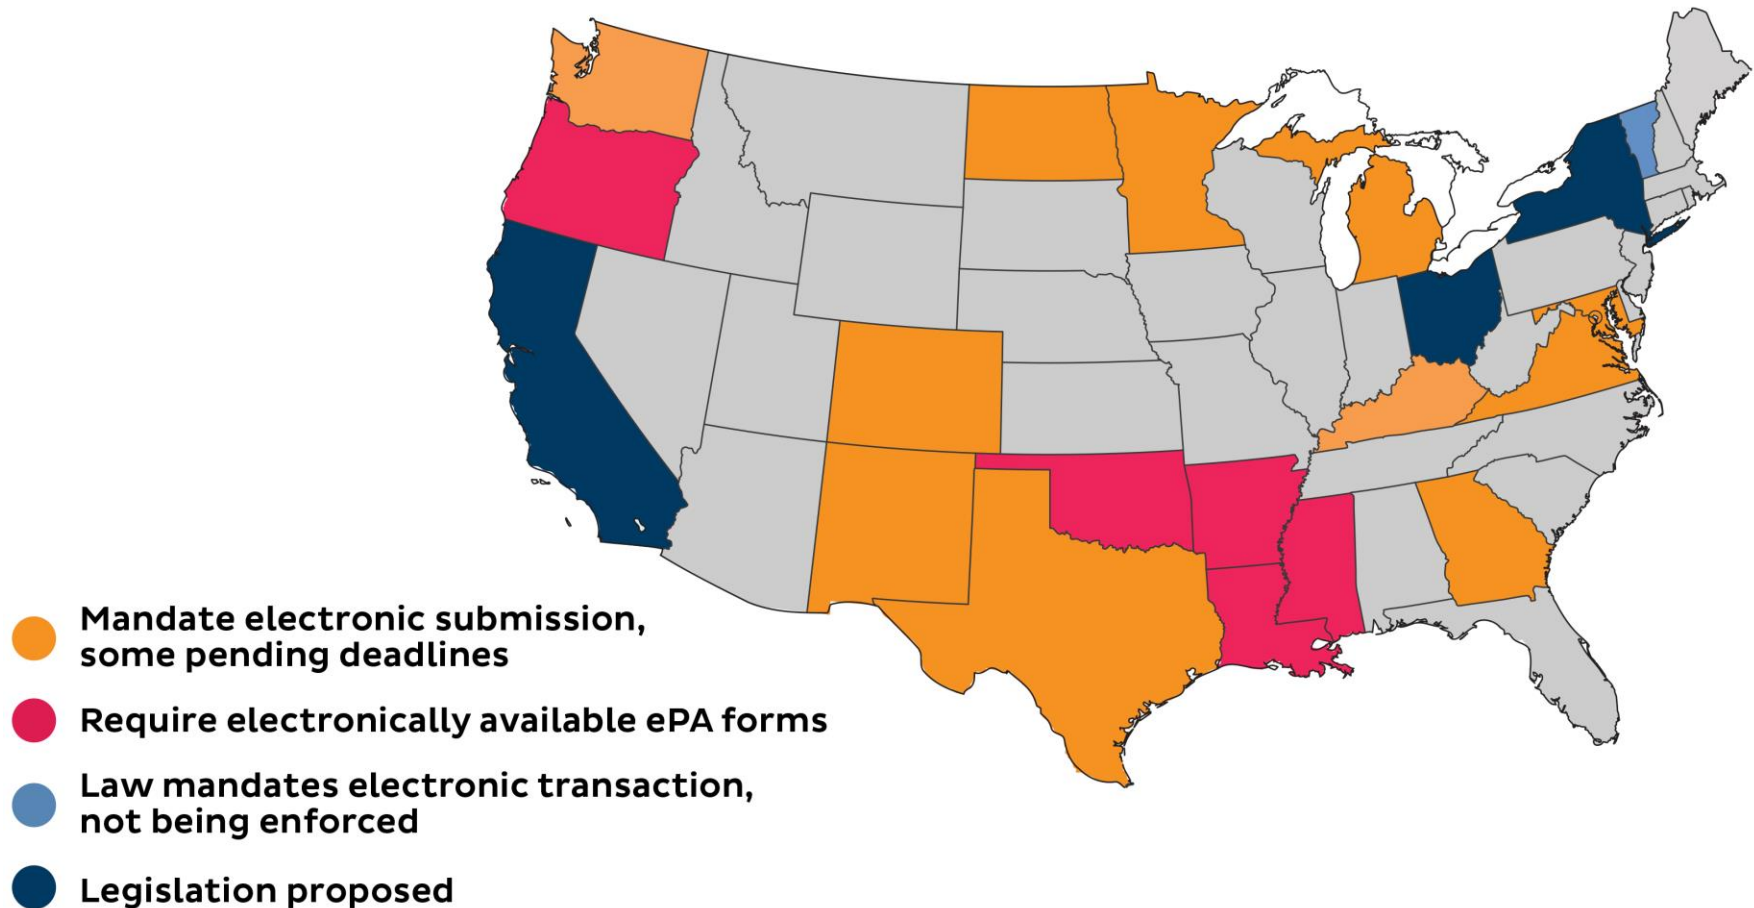 Mandate electronic submission,
some pending deadlines
Require electronically available ePA forms
Law mandates electronic transaction,
not being enforced
Legislation proposed